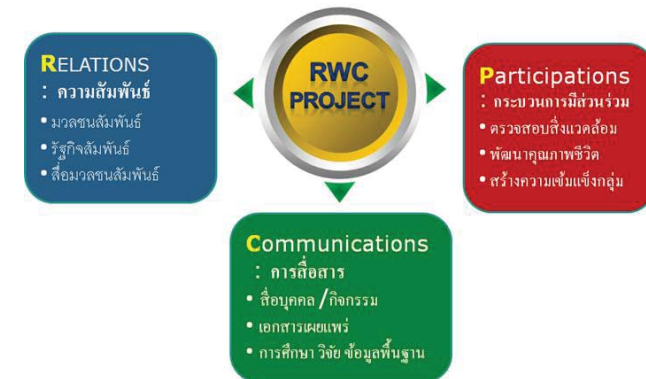 RELATIONS
: ความสัมพันธ์
• มวลชนสัมพันธ์
• รัฐกิจสัมพันธ์
• สื่อมวลชนสัมพันธ์
RWC
PROJECT
Participations
: กระบวนการมีส่วนร่วม
• ตรวจสอบสิ่งแวดล้อม
• พัฒนาคุณภาพชีวิต
• สร้างความเข้มแข็งกลุ่ม
Communications
: การสื่อสาร
• สื่อบุคคล / กิจกรรม
• เอกสารเผยแพร่
• การศึกษา วิจัย ข้อมูลพื้นฐาน